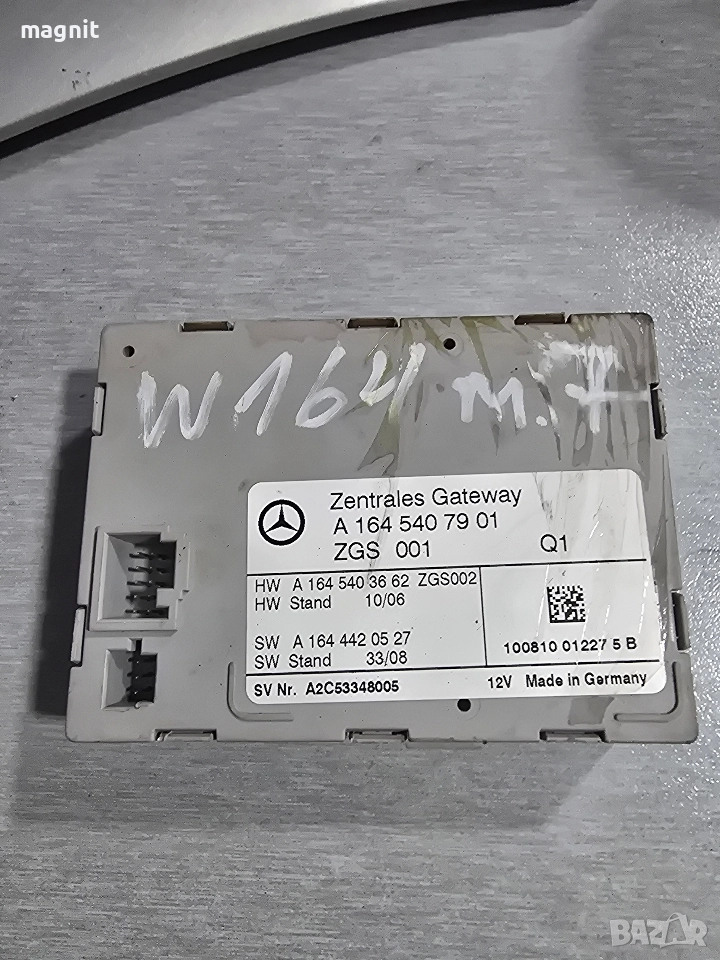 magnit
W164 m.7
Zentrales Gateway
A 164 540 79 01
ZGS 001 Q1
HW A 164 540 36 62 ZGS002
HW Stand 10/06
SW A 164 442 05 27
SW Stand 33/08
100810 01227 5 B
SV Nr. A2C53348005 12V Made in Germany
BAZAR